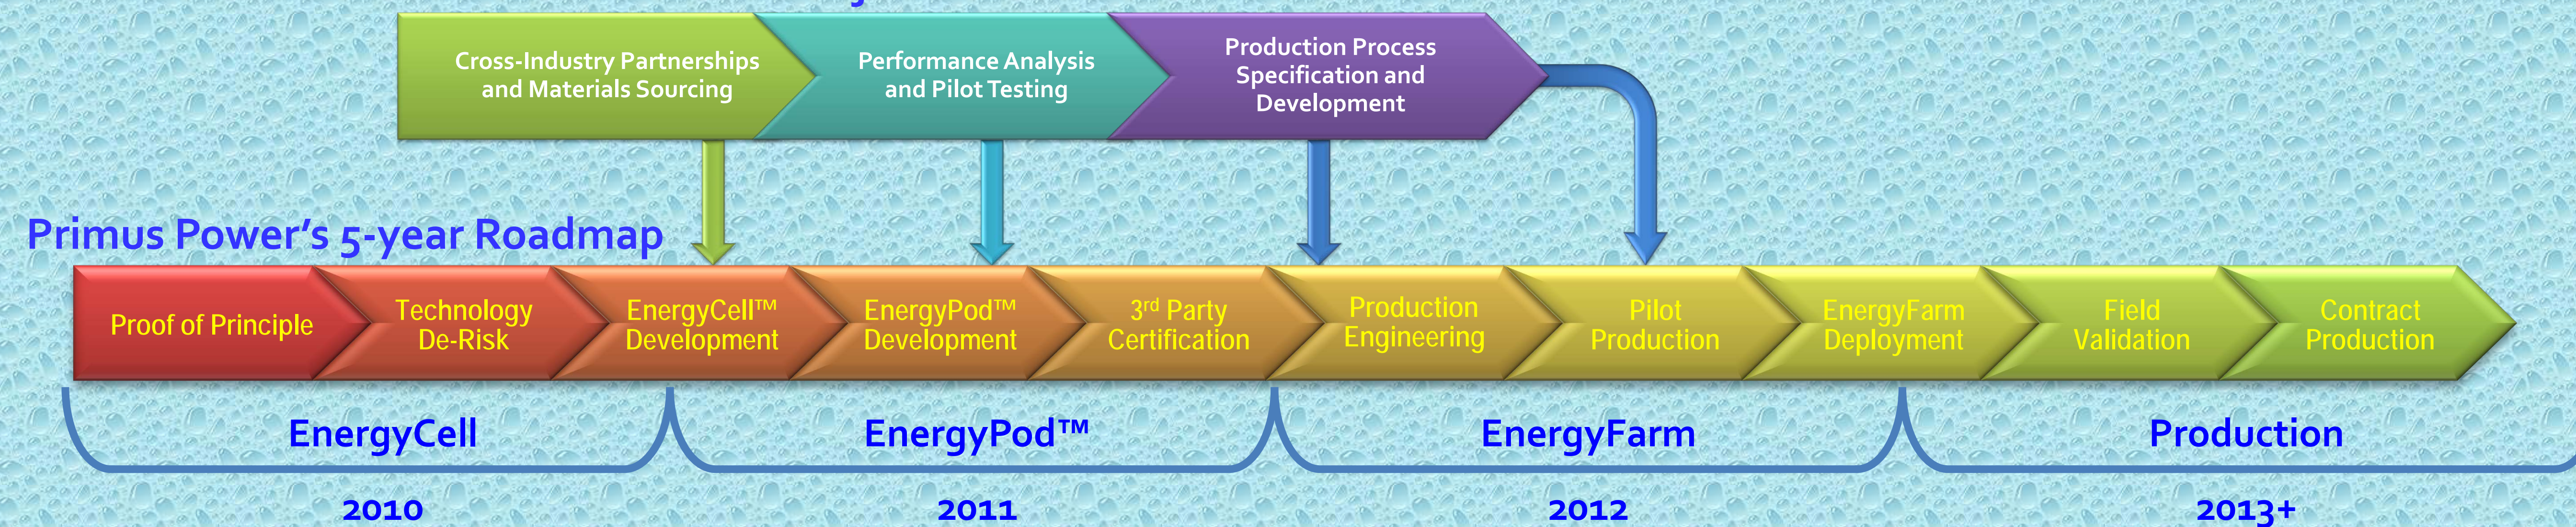 Cross-Industry Partnerships
and Materials Sourcing
Performance Analysis
and Pilot Testing
Production Process
Specification and
Development
Primus Power’s 5-year Roadmap
Proof of Principle
Technology
De-Risk
EnergyCell™
Development
EnergyPod™
Development
3rd Party
Certification
Production
Engineering
Pilot
Production
EnergyFarm
Deployment
Field
Validation
Contract
Production
EnergyCell
EnergyPod™
EnergyFarm
Production
2010
2011
2012
2013+